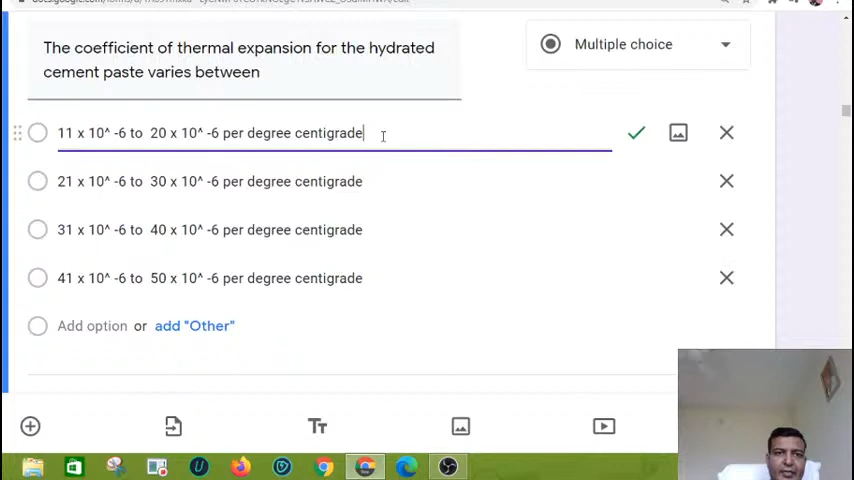 The coefficient of thermal expansion for the hydrated
cement paste varies between
Multiple choice
11 x 10^ -6 to  20 x 10^ -6 per degree centigrade
21 x 10^ -6 to  30 x 10^ -6 per degree centigrade
31 x 10^ -6 to  40 x 10^ -6 per degree centigrade
41 x 10^ -6 to  50 x 10^ -6 per degree centigrade
Add option or add "Other"
Tт